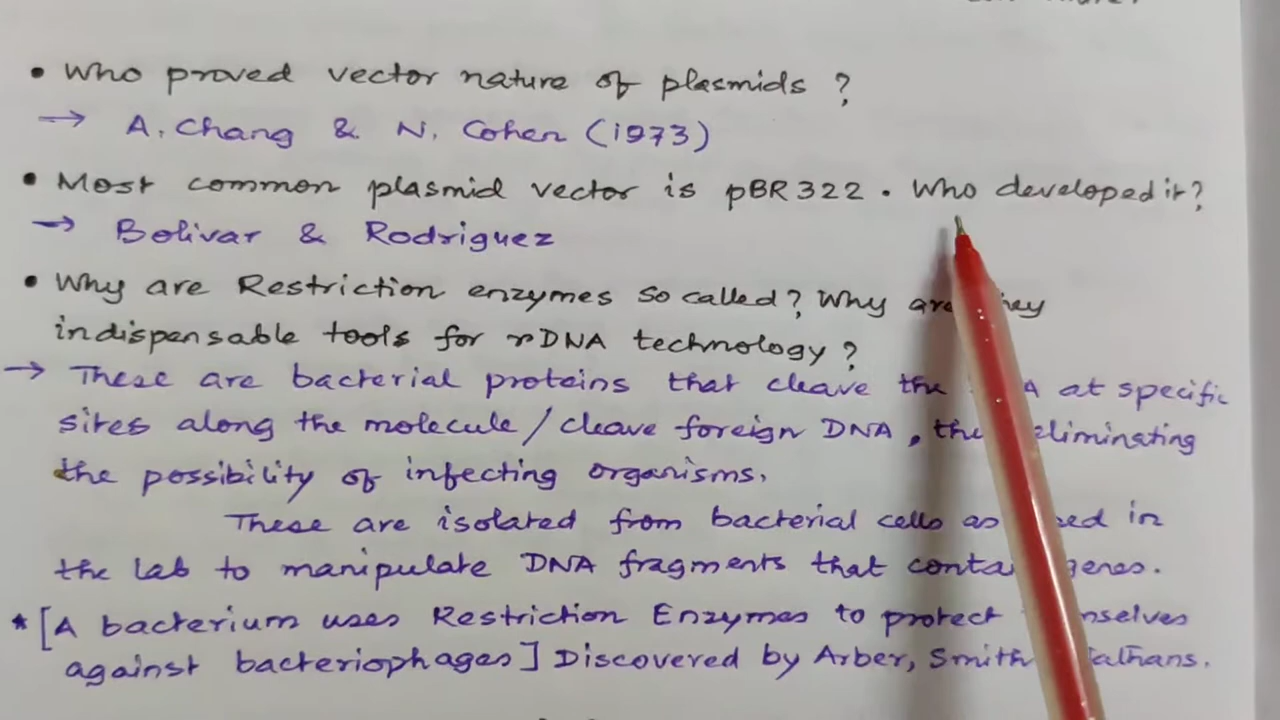 • Who proved vector nature of plasmids ?
→ A. Chang & N. Cohen (1973)
• Most common plasmid vector is pBR322. Who developed it?
→ Bolivar & Rodriguez
• Why are Restriction enzymes so called? Why are they
indispensable tools for rDNA technology?
→ These are bacterial proteins that cleave the A at specific
sites along the molecule / cleave foreign DNA, eliminating
the possibility of infecting organisms.
These are isolated from bacterial cells in
the lab to manipulate DNA fragments that genes.
* [A bacterium uses Restriction Enzymes to protect
against bacteriophages] Discovered by Arber, Smith